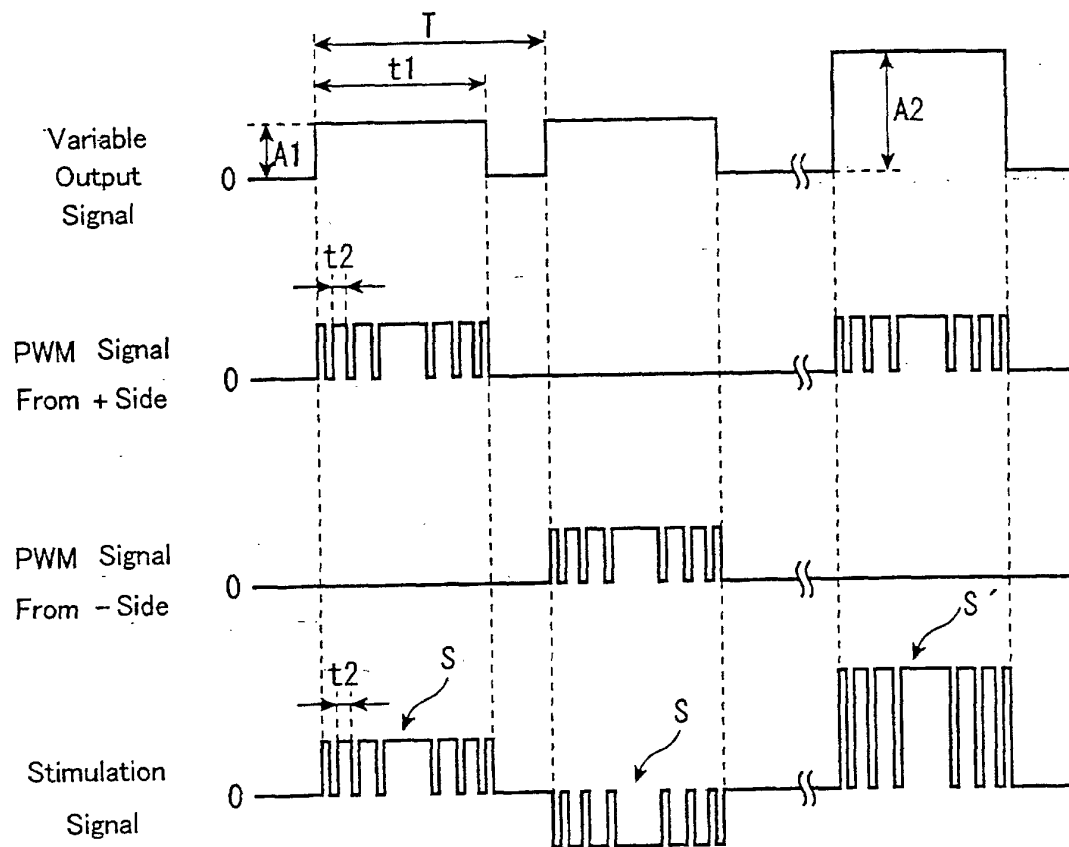 T
t1
A1
A2
Variable
Output
Signal
0
t2
PWM Signal
From + Side
0
PWM Signal
From - Side
0
S
S
S′
t2
Stimulation
Signal
0